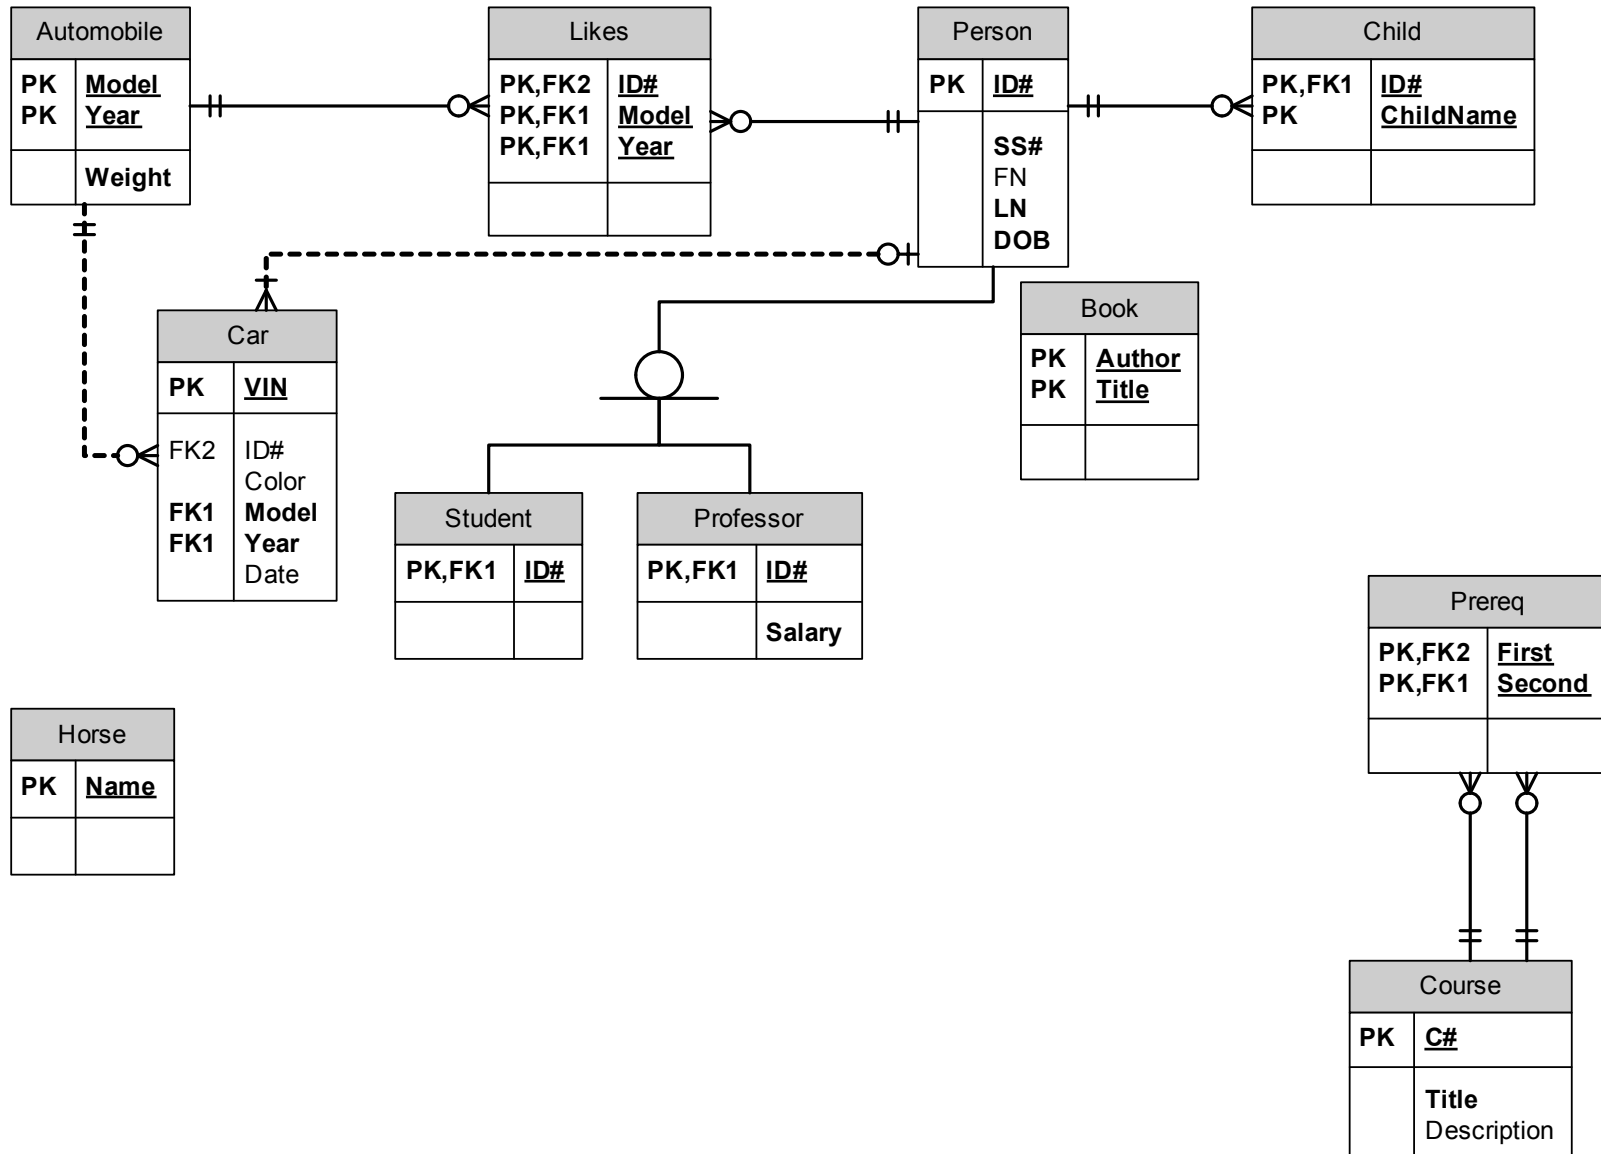 Automobile
PK Model
PK Year
Weight
Likes
PK,FK2 ID#
PK,FK1 Model
PK,FK1 Year
Person
PK ID#
SS#
FN
LN
DOB
Child
PK,FK1 ID#
PK ChildName
Car
PK VIN
FK2 ID#
Color
FK1 Model
FK1 Year
Date
Book
PK Author
PK Title
Student
PK,FK1 ID#
Professor
PK,FK1 ID#
Salary
Prereq
PK,FK2 First
PK,FK1 Second
Horse
PK Name
Course
PK C#
Title
Description